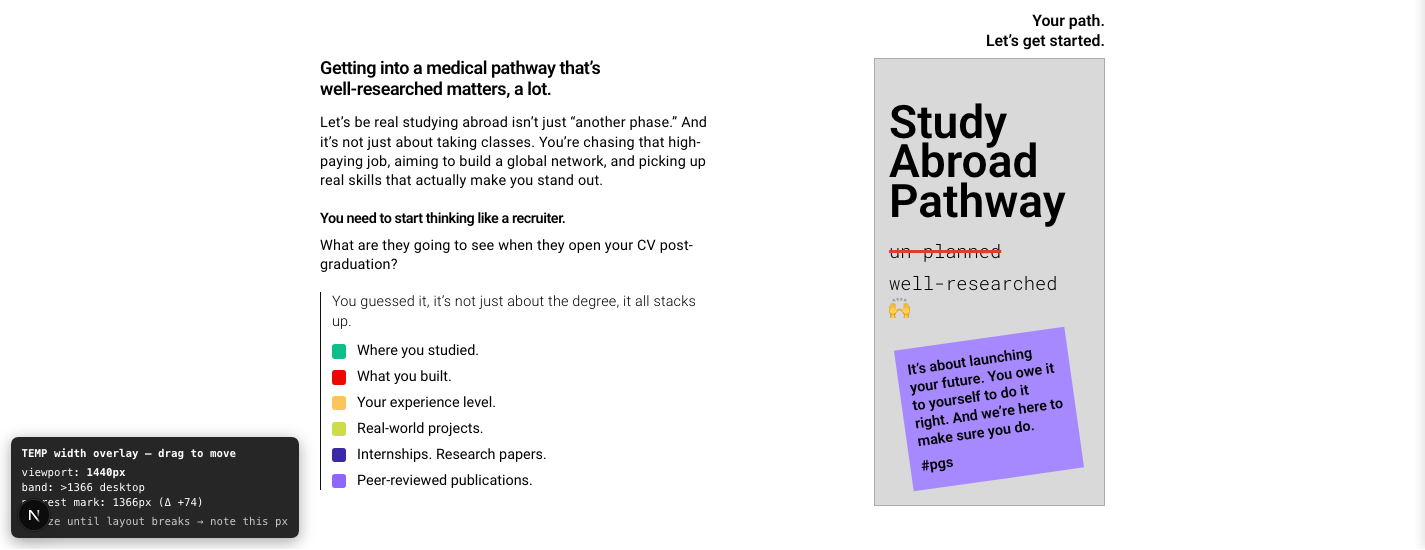 Your path.
Let’s get started.
Getting into a medical pathway that’s
well-researched matters, a lot.
Let’s be real studying abroad isn’t just “another phase.” And
it’s not just about taking classes. You’re chasing that high-
paying job, aiming to build a global network, and picking up
real skills that actually make you stand out.
You need to start thinking like a recruiter.
What are they going to see when they open your CV post-
graduation?
You guessed it, it’s not just about the degree, it all stacks
up.
Where you studied.
What you built.
Your experience level.
Real-world projects.
Internships. Research papers.
Peer-reviewed publications.
Study
Abroad
Pathway
un-planned
well-researched
🙌
It’s about launching
your future. You owe it
to yourself to do it
right. And we’re here to
make sure you do.
#pgs
TEMP width overlay — drag to move
viewport: 1440px
band: >1366 desktop
mark: 1366px (Δ +74)
until layout breaks → note this px
N